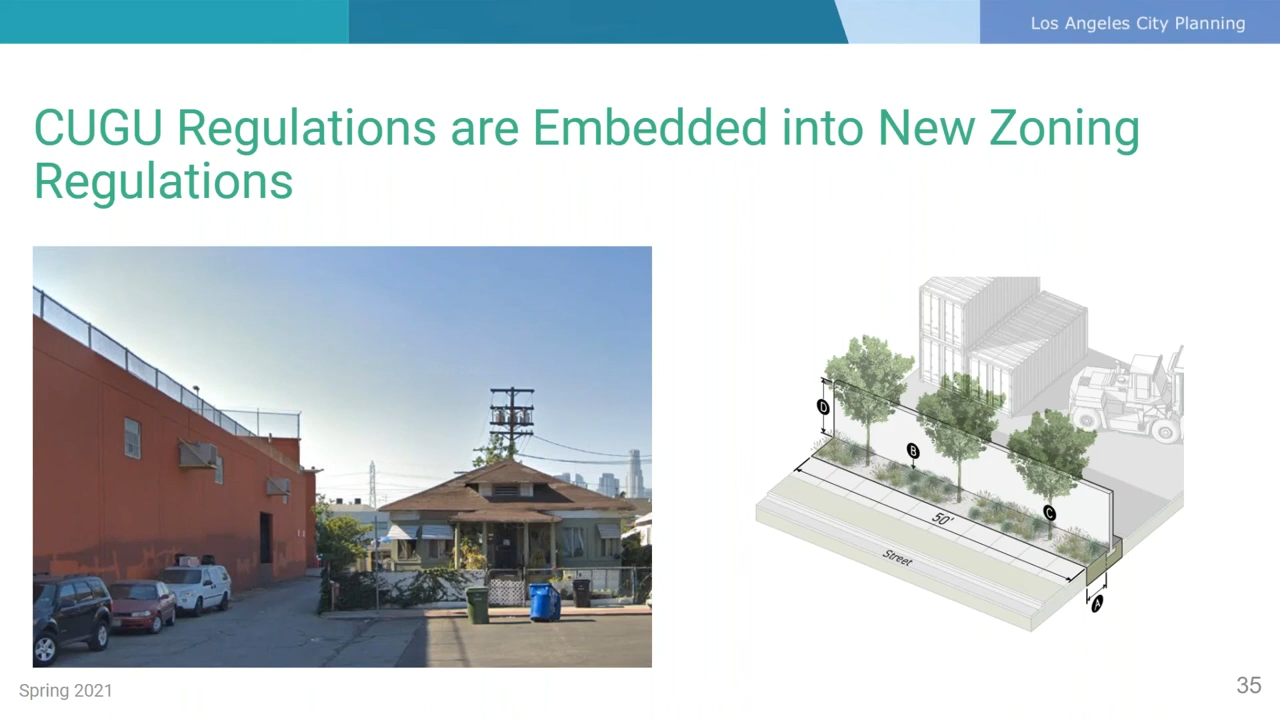 Los Angeles City Planning
CUGU Regulations are Embedded into New Zoning
Regulations
D
B
C
50'
Street
A
Spring 2021
35